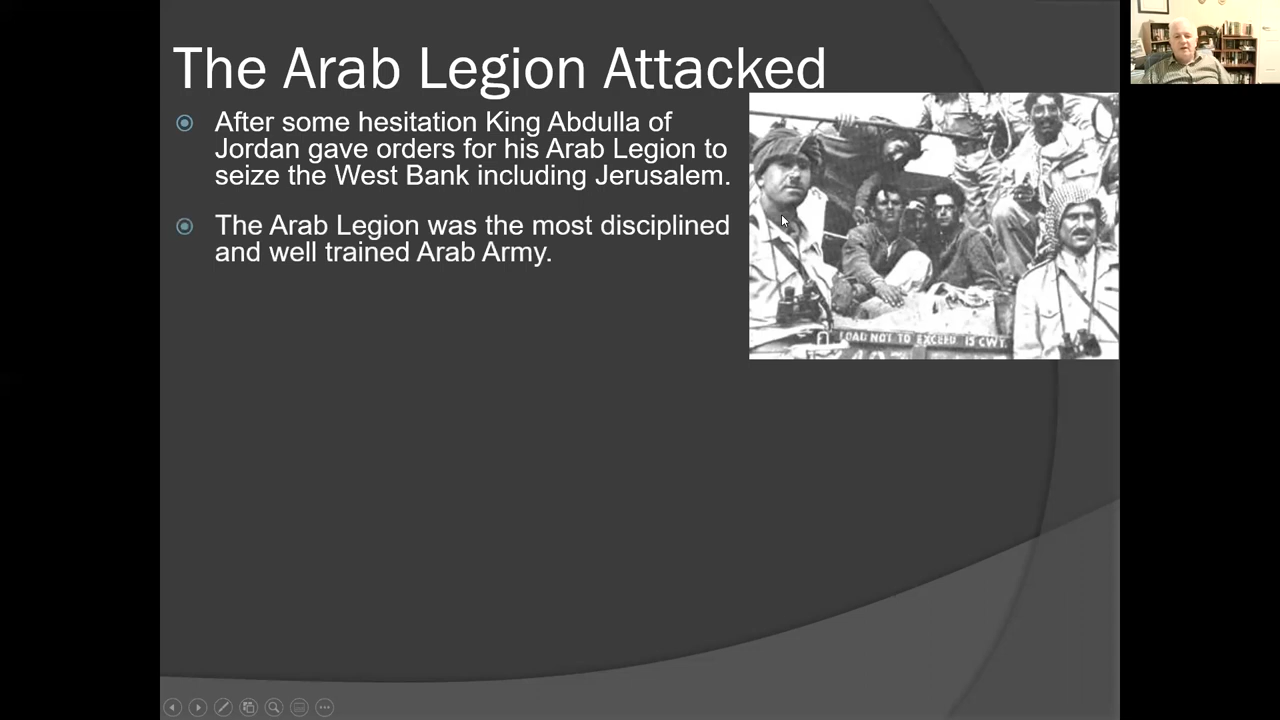 The Arab Legion Attacked
After some hesitation King Abdulla of
Jordan gave orders for his Arab Legion to
seize the West Bank including Jerusalem.
The Arab Legion was the most disciplined
and well trained Arab Army.
LOAD NOT TO EXCEED 15 CWT.